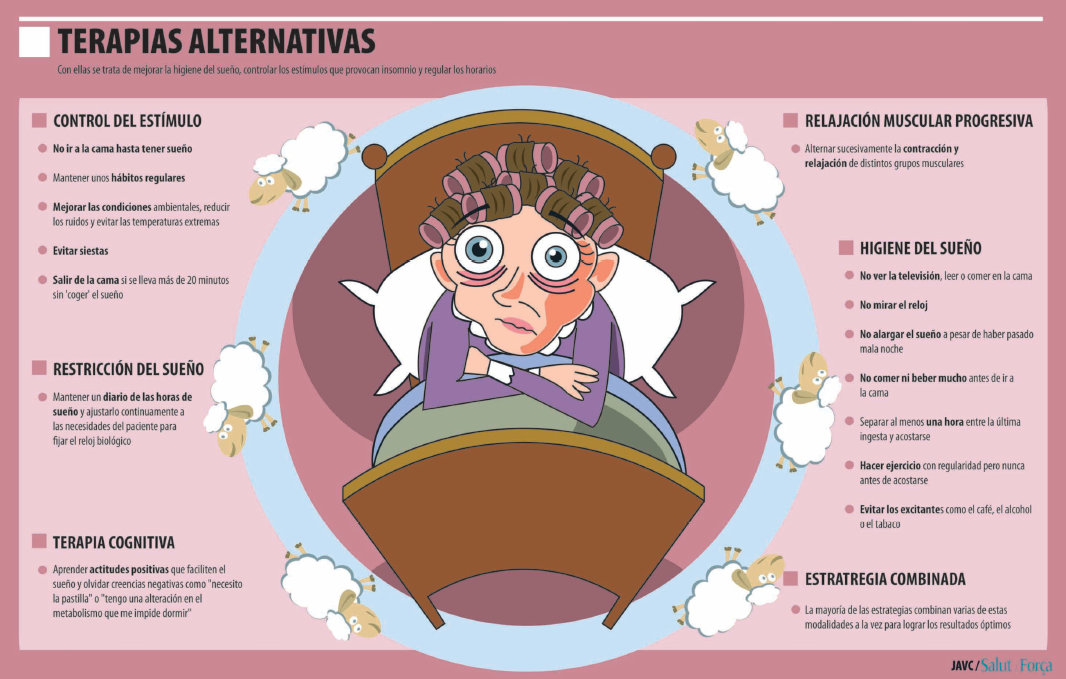 TERAPIAS ALTERNATIVAS
Con ellas se trata de mejorar la higiene del sueño, controlar los estímulos que provocan insomnio y regular los horarios
CONTROL DEL ESTÍMULO
No ir a la cama hasta tener sueño
Mantener unos hábitos regulares
Mejorar las condiciones ambientales, reducir
los ruidos y evitar las temperaturas extremas
Evitar siestas
Salir de la cama si se lleva más de 20 minutos
sin 'coger' el sueño
RESTRICCIÓN DEL SUEÑO
Mantener un diario de las horas de
sueño y ajustarlo continuamente a
las necesidades del paciente para
fijar el reloj biológico
TERAPIA COGNITIVA
Aprender actitudes positivas que faciliten el
sueño y olvidar creencias negativas como "necesito
la pastilla" o "tengo una alteración en el
metabolismo que me impide dormir"
RELAJACIÓN MUSCULAR PROGRESIVA
Alternar sucesivamente la contracción y
relajación de distintos grupos musculares
HIGIENE DEL SUEÑO
No ver la televisión, leer o comer en la cama
No mirar el reloj
No alargar el sueño a pesar de haber pasado
mala noche
No comer ni beber mucho antes de ir a
la cama
Separar al menos una hora entre la última
ingesta y acostarse
Hacer ejercicio con regularidad pero nunca
antes de acostarse
Evitar los excitantes como el café, el alcohol
o el tabaco
ESTRATREGIA COMBINADA
La mayoría de las estrategias combinan varias de estas
modalidades a la vez para lograr los resultados óptimos
JAVC/Salut i Força